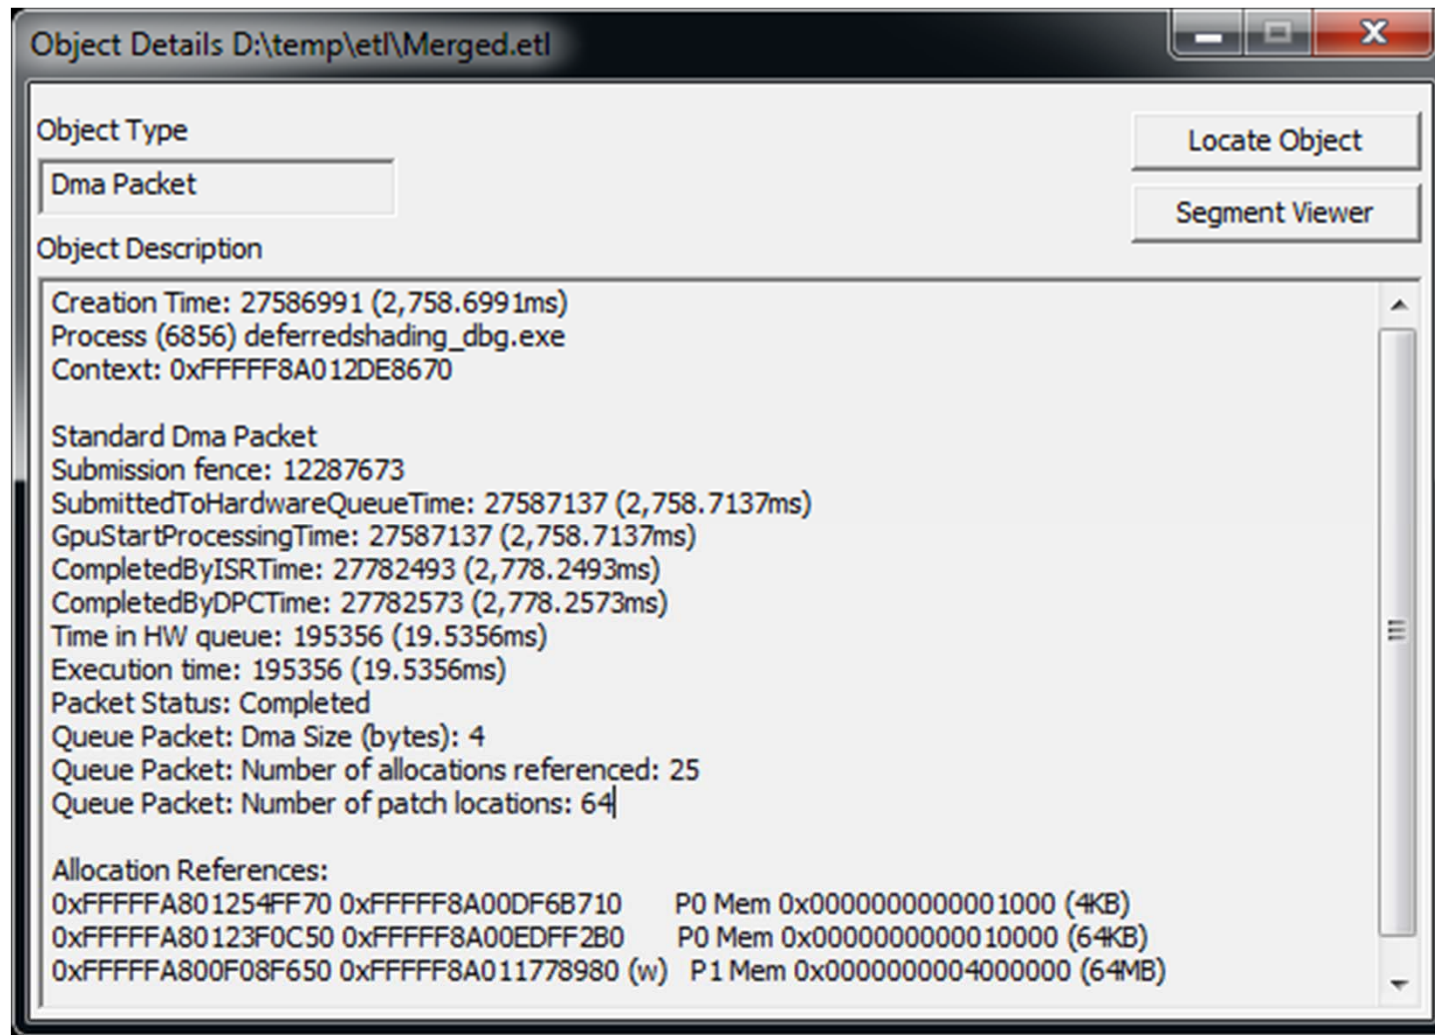 Object Details D:\temp\etl\Merged.etl
Object Type
Locate Object
Dma Packet
Segment Viewer
Object Description
Creation Time: 27586991 (2,758.6991ms)
Process (6856) deferredshading_dbg.exe
Context: 0xFFFFF8A012DE8670
Standard Dma Packet
Submission fence: 12287673
SubmittedToHardwareQueueTime: 27587137 (2,758.7137ms)
GpuStartProcessingTime: 27587137 (2,758.7137ms)
CompletedByISRTime: 27782493 (2,778.2493ms)
CompletedByDPCTime: 27782573 (2,778.2573ms)
Time in HW queue: 195356 (19.5356ms)
Execution time: 195356 (19.5356ms)
Packet Status: Completed
Queue Packet: Dma Size (bytes): 4
Queue Packet: Number of allocations referenced: 25
Queue Packet: Number of patch locations: 64
Allocation References:
0xFFFFFA801254FF70 0xFFFFF8A00DF6B710 P0 Mem 0x0000000000001000 (4KB)
0xFFFFFA80123F0C50 0xFFFFF8A00EDFF2B0 P0 Mem 0x0000000000010000 (64KB)
0xFFFFFA800F08F650 0xFFFFF8A011778980 (w) P1 Mem 0x0000000004000000 (64MB)